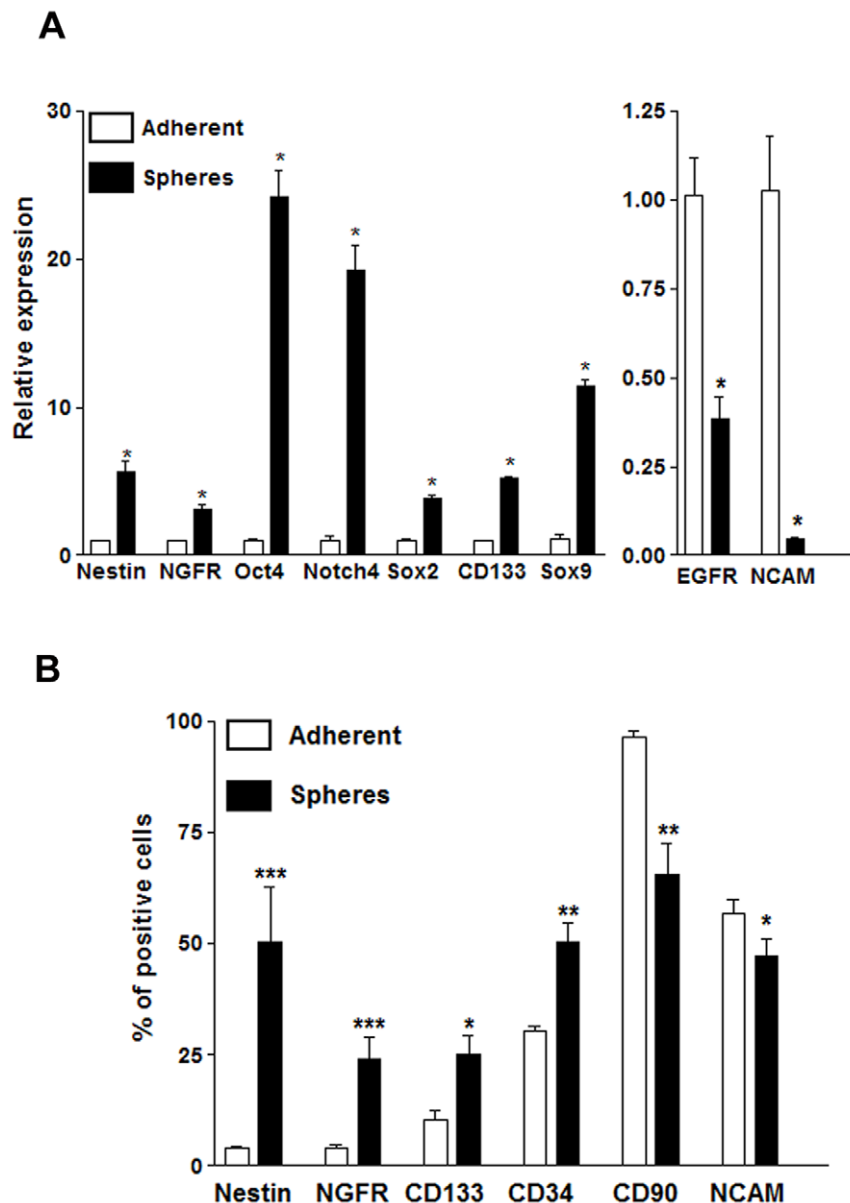 A
30
20
10
0
Relative expression
Adherent
Spheres
*
*
*
*
*
*
*
Nestin NGFR Oct4 Notch4 Sox2 CD133 Sox9
1.25
1.00
0.75
0.50
0.25
0.00
*
*
EGFR NCAM
B
100
75
50
25
0
% of positive cells
Adherent
Spheres
***
***
*
**
**
*
Nestin NGFR CD133 CD34 CD90 NCAM